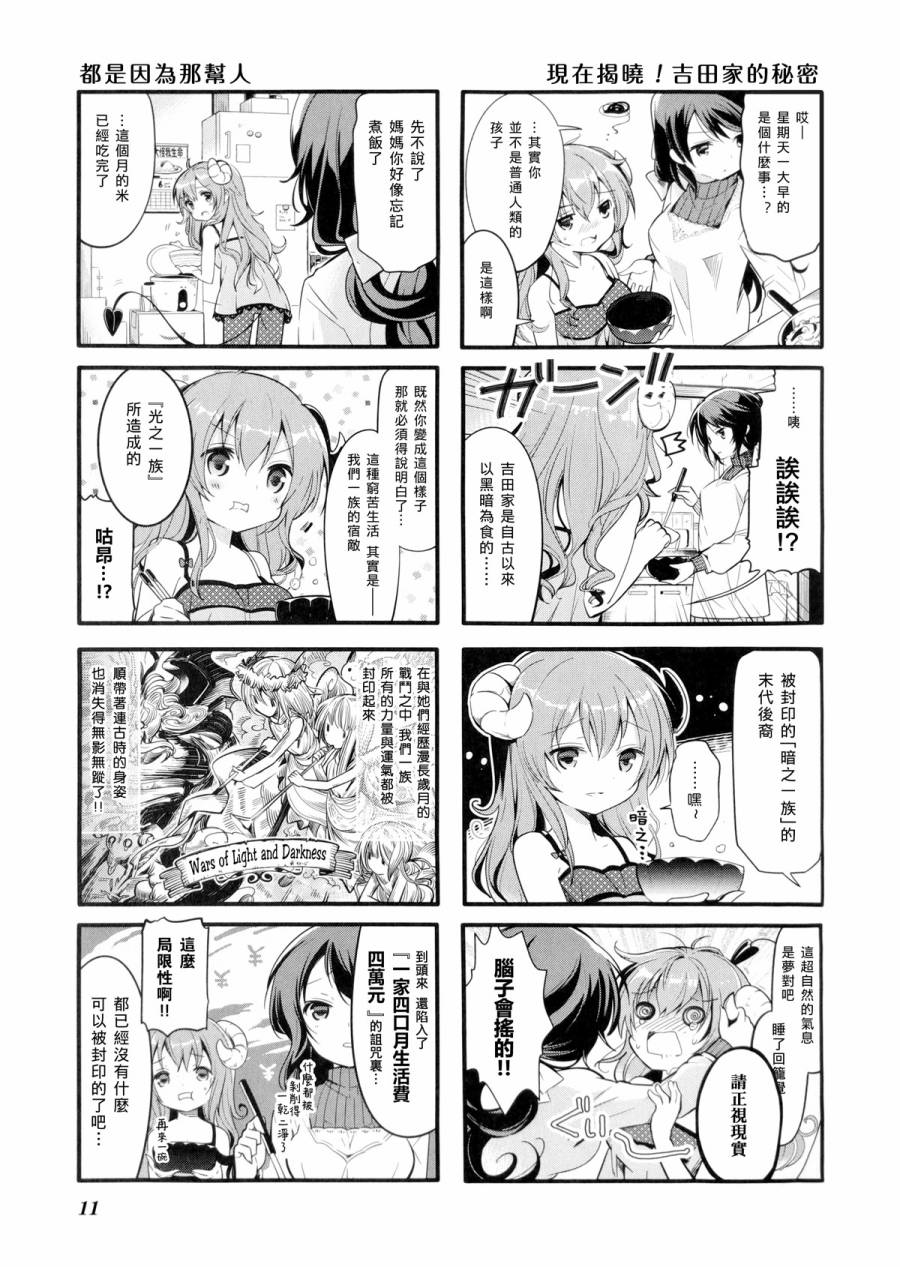 現在揭曉！吉田家的秘密
哎—
星期天一大早的
是個什麼事…?
…其實你
並不是普通人類的
孩子
是這樣啊
……咦
誒誒誒!?
ガーン!!
吉田家是自古以來
以黑暗為食的……
被封印的「暗之一族」的
末代後裔
…嘿~
暗之…
這超自然的氣息
是夢對吧
睡了回籠覺
請正視現實
腦子會搖的!!
ぐいぐい
都是因為那幫人
先不說了
媽媽你好像忘記
煮飯了
…這個月的米
已經吃完了
既然你變成這個樣子
那就必須得說明白了…
這種窮苦生活 其實是—
我們一族的宿敵
『光之一族』
所造成的
咕昂…!?
在與她們經歷漫長歲月的
戰鬥之中 我們一族
所有的力量與運氣都被
封印起來
Wars of Light and Darkness
順帶著連古時的身姿
也消失得無影無蹤了!!
到頭來 還陷入了
『一家四口月生活費
四萬元』的詛咒裏…
什麼都被
剝削得
一乾二淨了
這麼
局限性啊!!
都已經沒有什麼
可以被封印的了吧…
再來一碗
11